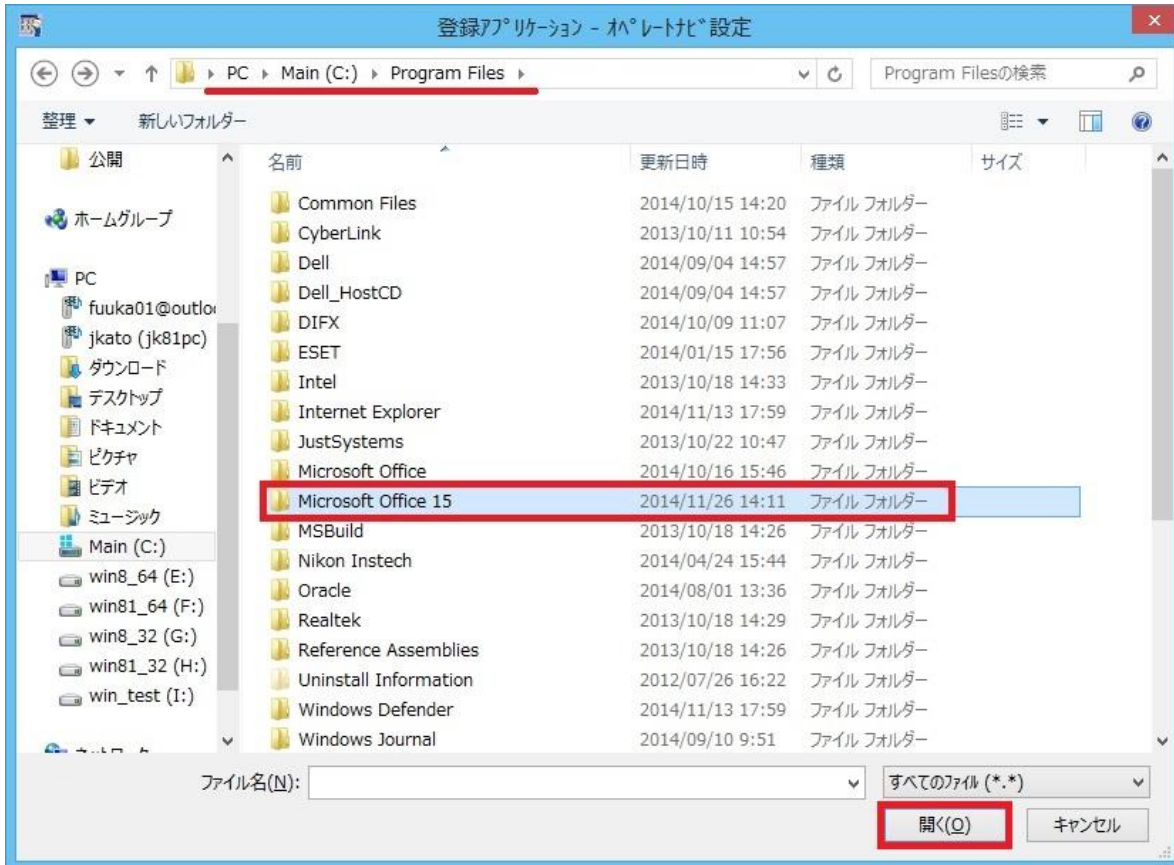 登録ｱﾌﾟﾘｹｰｼｮﾝ - ｵﾍﾟﾚｰﾄﾅﾋﾞ設定
PC Main (C:) Program Files
Program Filesの検索
整理 新しいフォルダー
名前 更新日時 種類 サイズ
公開
ホームグループ
PC
fuuka01@outlo
jkato (jk81pc)
ダウンロード
デスクトップ
ドキュメント
ピクチャ
ビデオ
ミュージック
Main (C:)
win8_64 (E:)
win81_64 (F:)
win8_32 (G:)
win81_32 (H:)
win_test (I:)
Common Files 2014/10/15 14:20 ファイル フォルダー
CyberLink 2013/10/11 10:54 ファイル フォルダー
Dell 2014/09/04 14:57 ファイル フォルダー
Dell_HostCD 2014/09/04 14:57 ファイル フォルダー
DIFX 2014/10/09 11:07 ファイル フォルダー
ESET 2014/01/15 17:56 ファイル フォルダー
Intel 2013/10/18 14:33 ファイル フォルダー
Internet Explorer 2014/11/13 17:59 ファイル フォルダー
JustSystems 2013/10/22 10:47 ファイル フォルダー
Microsoft Office 2014/10/16 15:46 ファイル フォルダー
Microsoft Office 15 2014/11/26 14:11 ファイル フォルダー
MSBuild 2013/10/18 14:26 ファイル フォルダー
Nikon Instech 2014/04/24 15:44 ファイル フォルダー
Oracle 2014/08/01 13:36 ファイル フォルダー
Realtek 2013/10/18 14:29 ファイル フォルダー
Reference Assemblies 2013/10/18 14:26 ファイル フォルダー
Uninstall Information 2012/07/26 16:22 ファイル フォルダー
Windows Defender 2014/11/13 17:59 ファイル フォルダー
Windows Journal 2014/09/10 9:51 ファイル フォルダー
ファイル名(N):
すべてのﾌｧｲﾙ (*.*)
開く(O) キャンセル